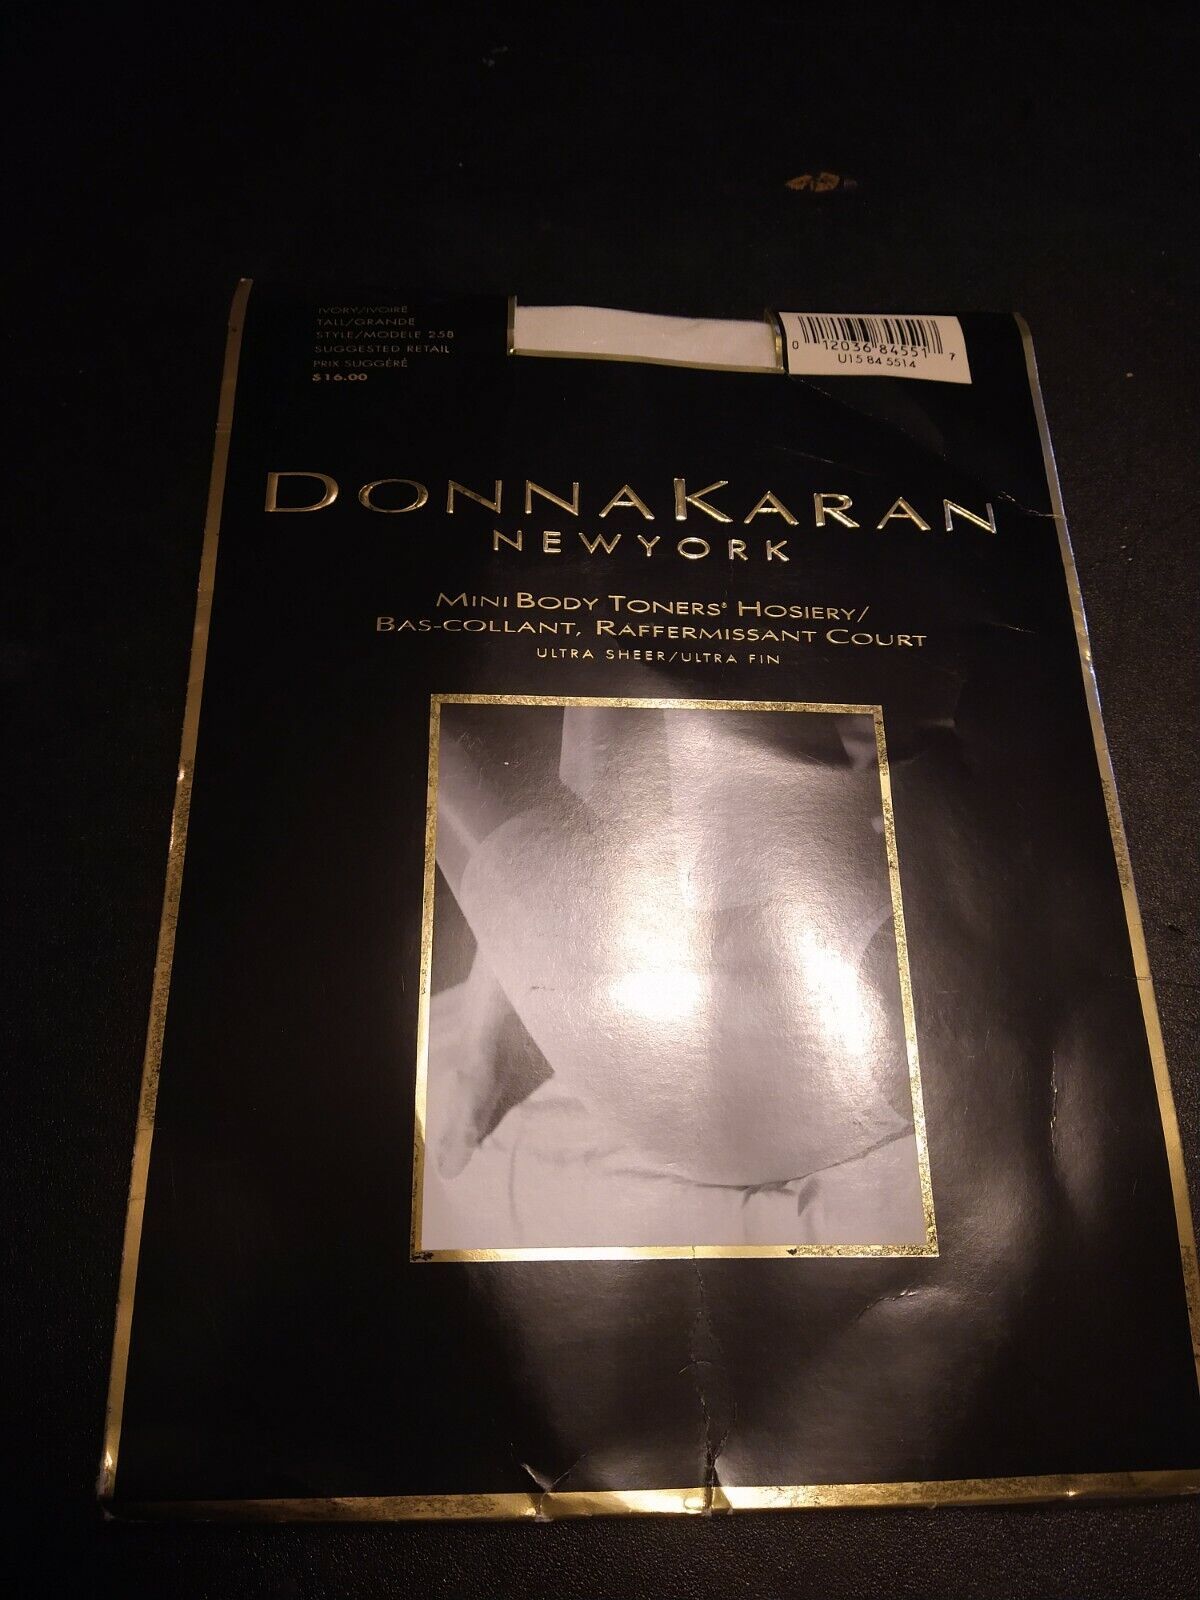 IVORY/IVOIRE
TALL/GRANDE
STYLE/MODELE 258
SUGGESTED RETAIL
PRIX SUGGÉRÉ
$16.00
0 12036 84551 7
U15 84 5514
DONNAKARAN
NEWYORK
MINI BODY TONERS® HOSIERY/
BAS-COLLANT, RAFFERMISSANT COURT
ULTRA SHEER/ULTRA FIN